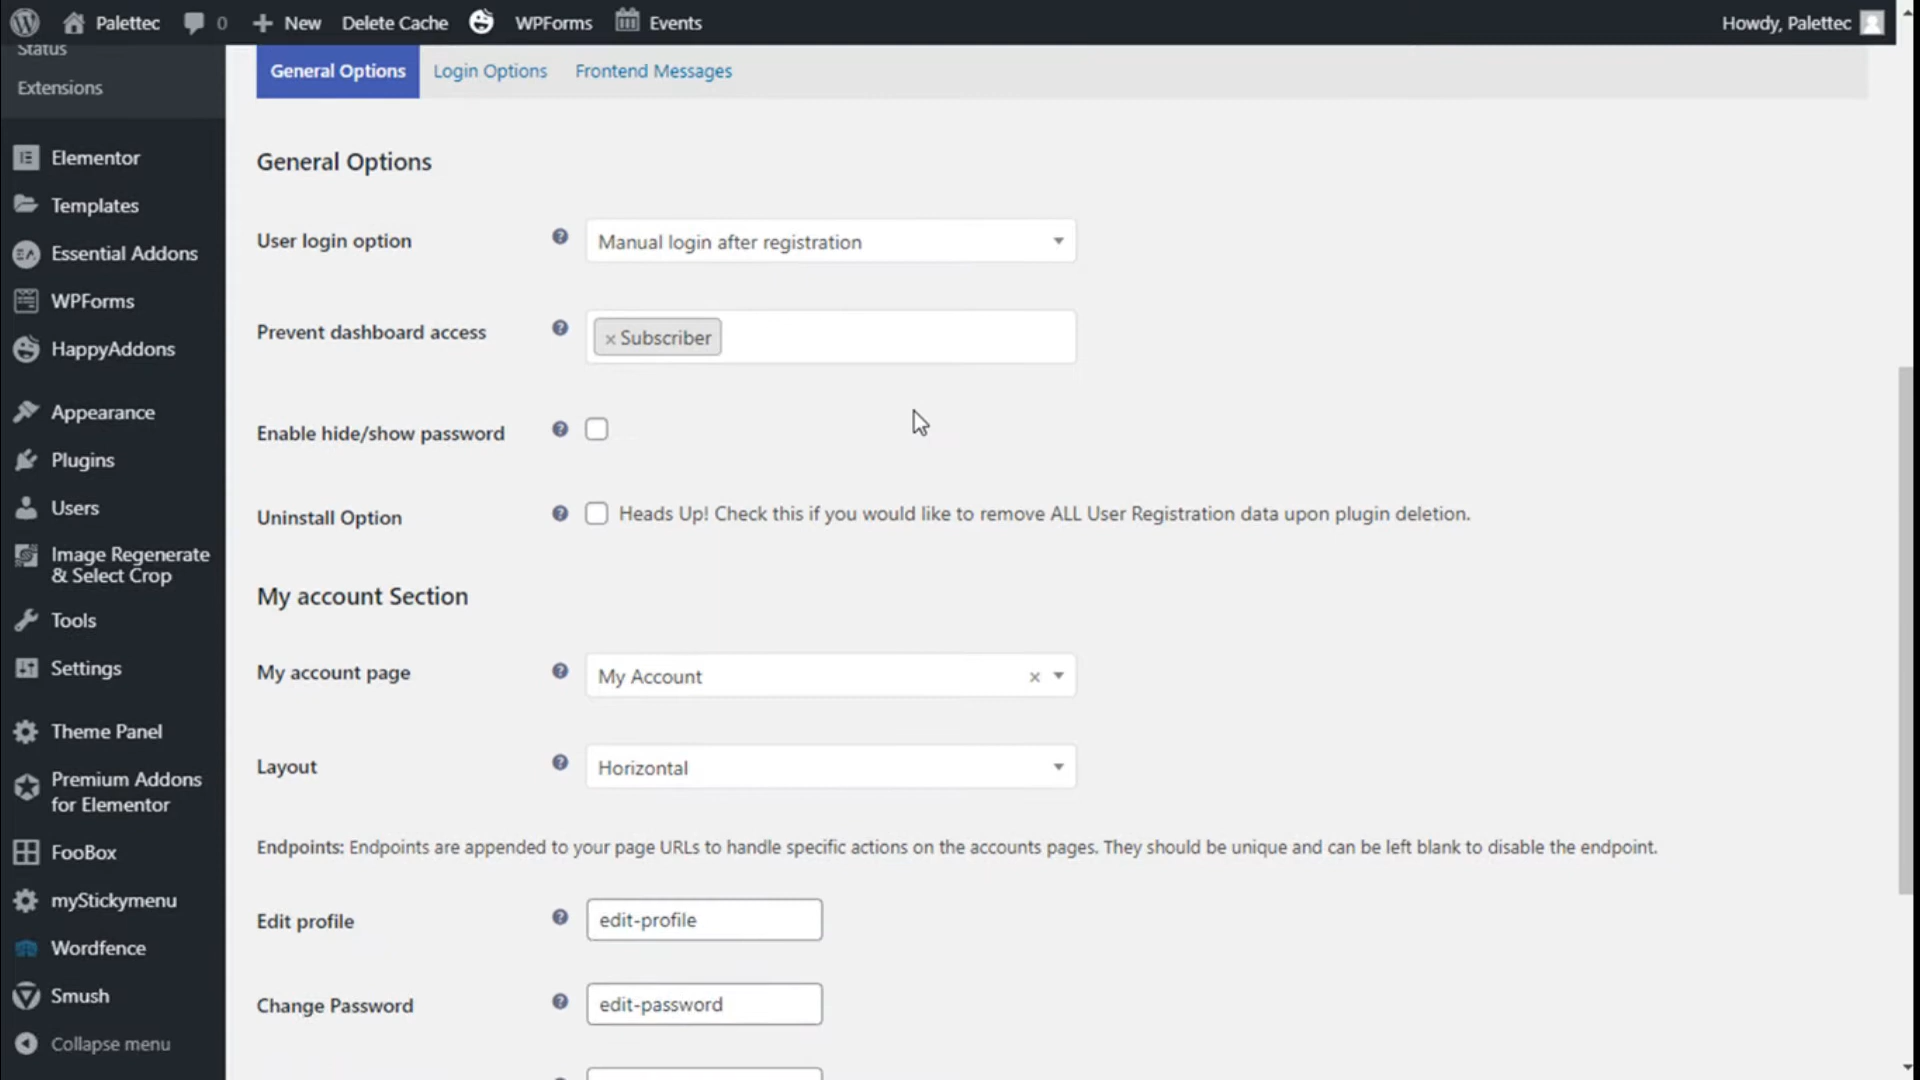 Palettec 0 New Delete Cache WPForms Events Howdy, Palettec
Status
Extensions
Elementor
Templates
Essential Addons
WPForms
HappyAddons
Appearance
Plugins
Users
Image Regenerate
& Select Crop
Tools
Settings
Theme Panel
Premium Addons
for Elementor
FooBox
myStickymenu
Wordfence
Smush
Collapse menu
General Options Login Options Frontend Messages
General Options
User login option Manual login after registration
Prevent dashboard access × Subscriber
Enable hide/show password
Uninstall Option Heads Up! Check this if you would like to remove ALL User Registration data upon plugin deletion.
My account Section
My account page My Account ×
Layout Horizontal
Endpoints: Endpoints are appended to your page URLs to handle specific actions on the accounts pages. They should be unique and can be left blank to disable the endpoint.
Edit profile edit-profile
Change Password edit-password